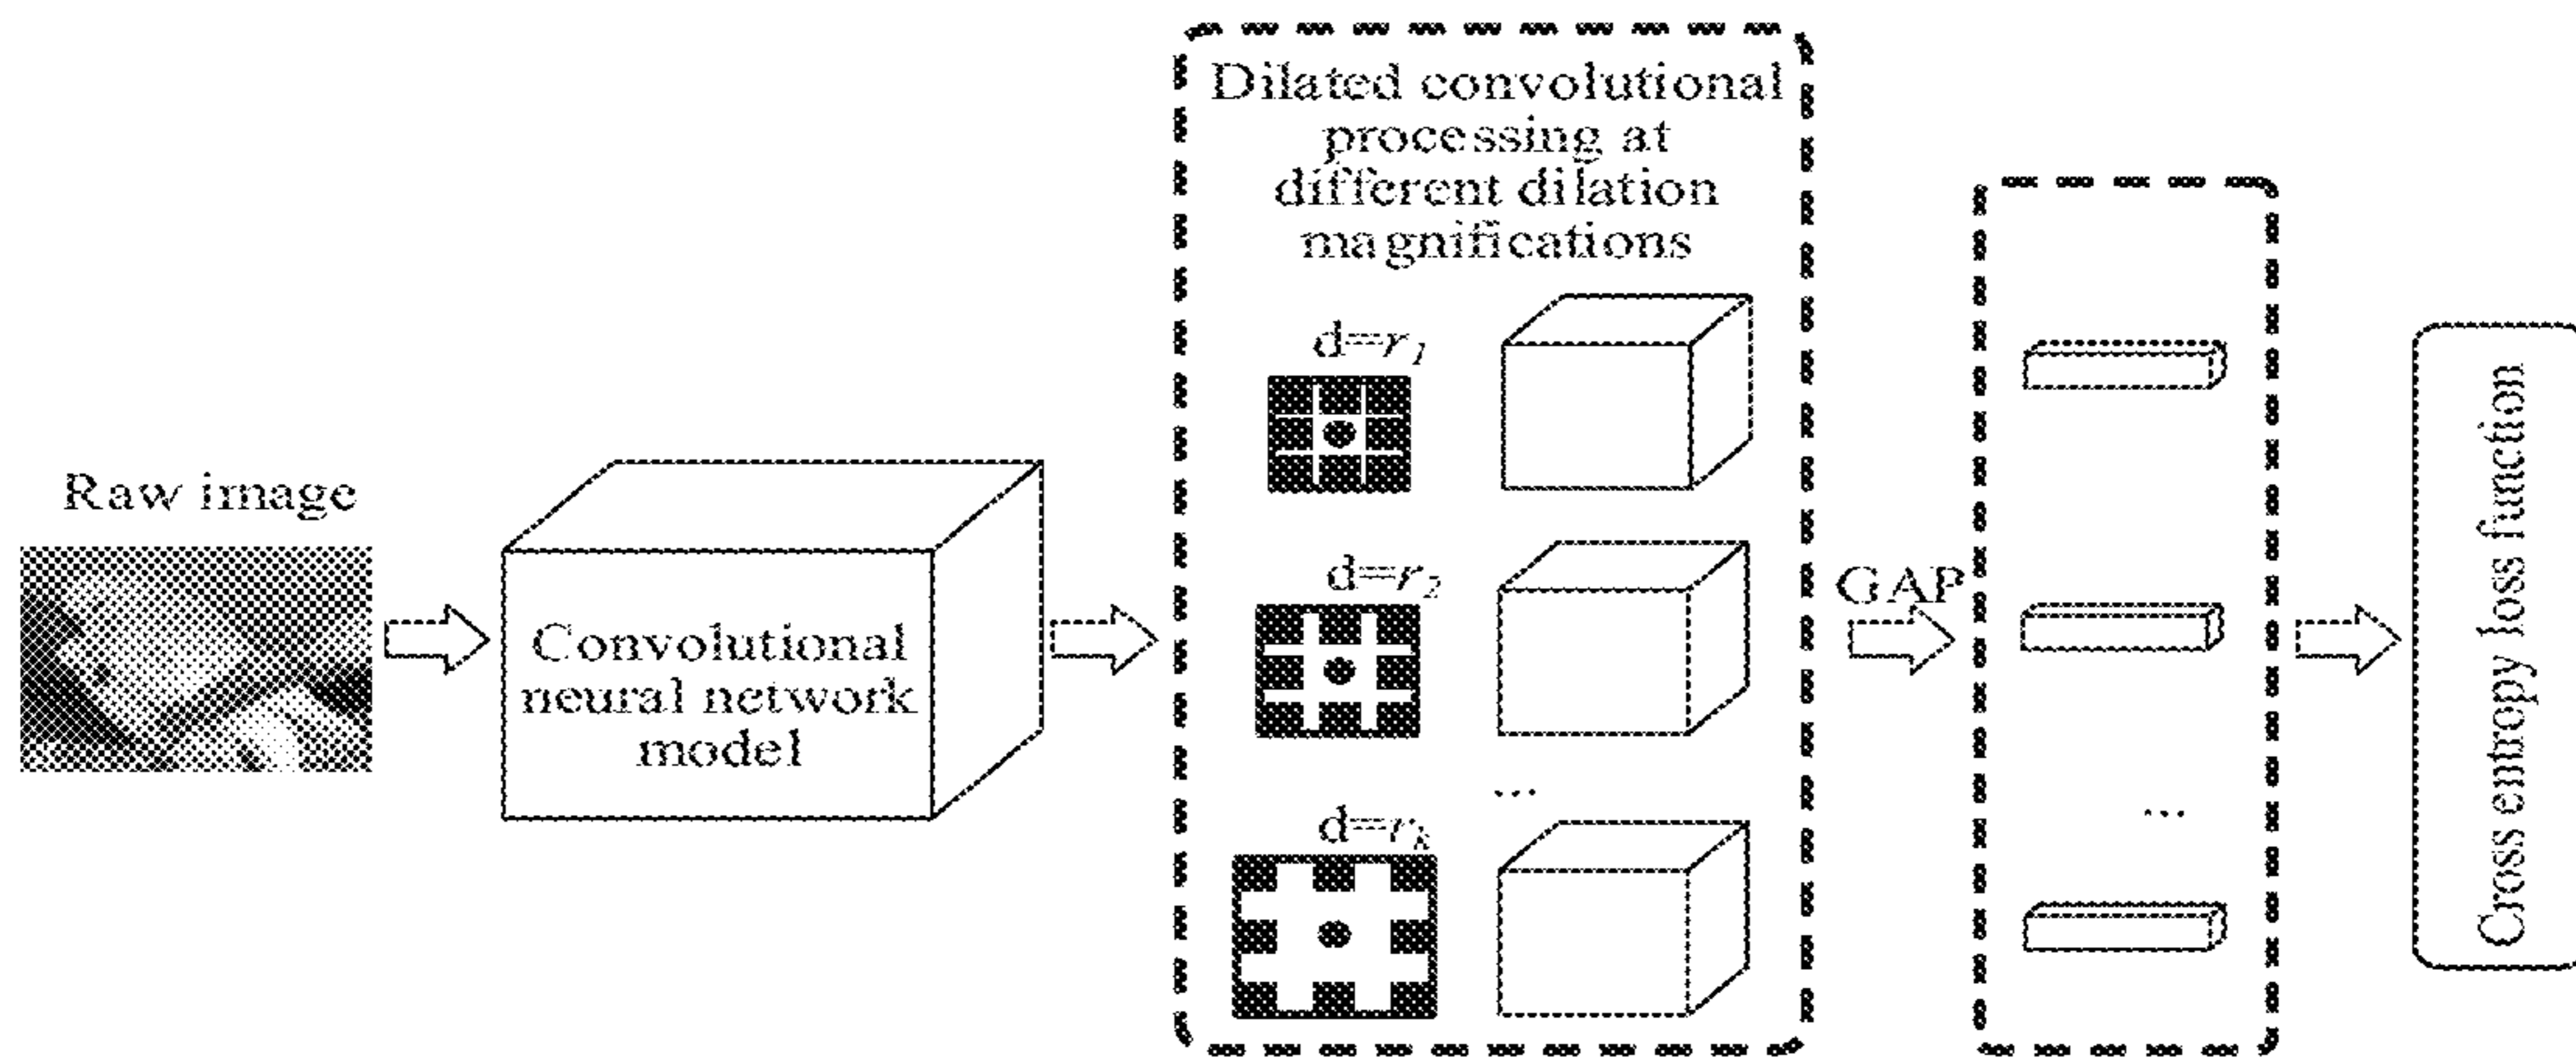 Raw image
Convolutional
neural network
model
Dilated convolutional
processing at
different dilation
magnifications
d=r₁
d=r₂
...
d=rₖ
GAP
...
Cross entropy loss function